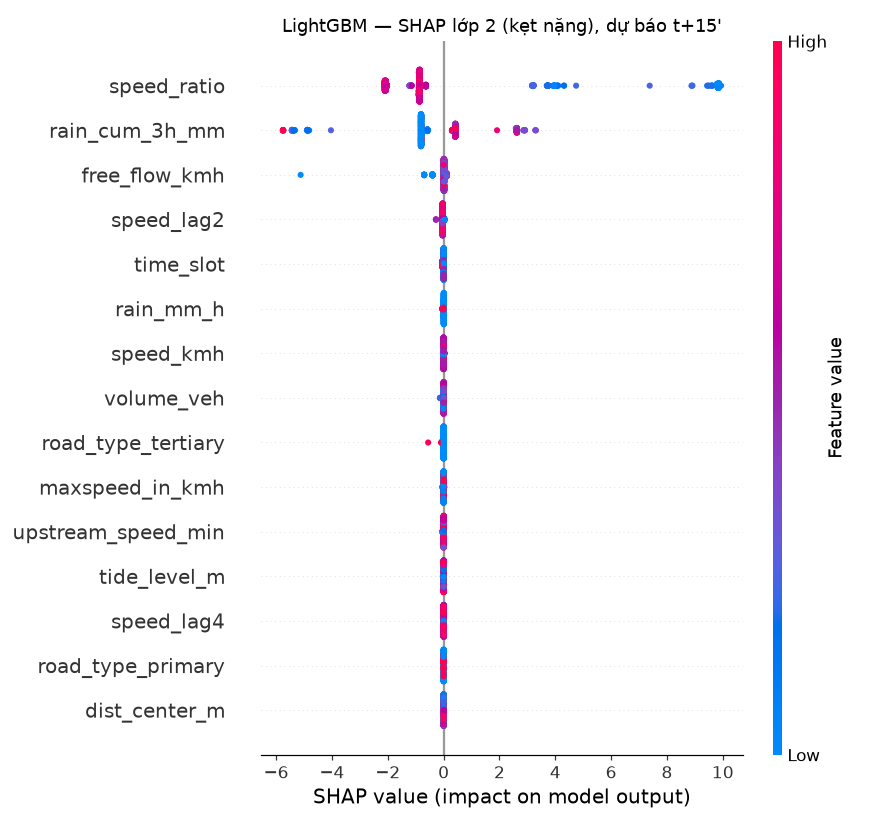 LightGBM — SHAP lớp 2 (kẹt nặng), dự báo t+15'
High
speed_ratio
rain_cum_3h_mm
free_flow_kmh
speed_lag2
time_slot
rain_mm_h
speed_kmh
volume_veh
road_type_tertiary
maxspeed_in_kmh
upstream_speed_min
tide_level_m
speed_lag4
road_type_primary
dist_center_m
Feature value
Low
−6 −4 −2 0 2 4 6 8 10
SHAP value (impact on model output)